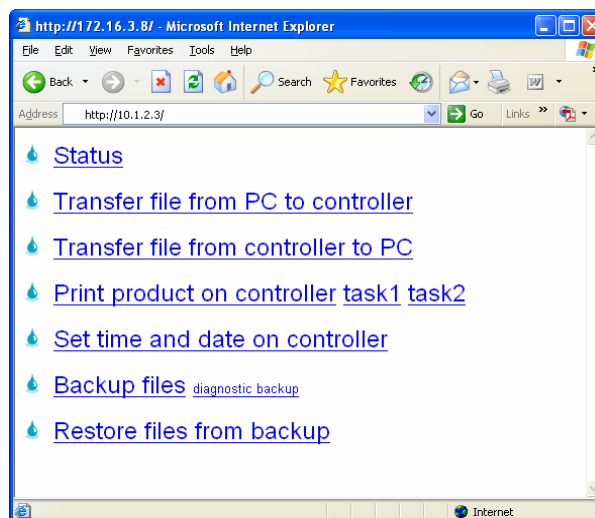 http://172.16.3.8/ - Microsoft Internet Explorer
File Edit View Favorites Tools Help
Back Search Favorites
Address http://10.1.2.3/ Go Links »
Status
Transfer file from PC to controller
Transfer file from controller to PC
Print product on controller task1 task2
Set time and date on controller
Backup files diagnostic backup
Restore files from backup
Internet